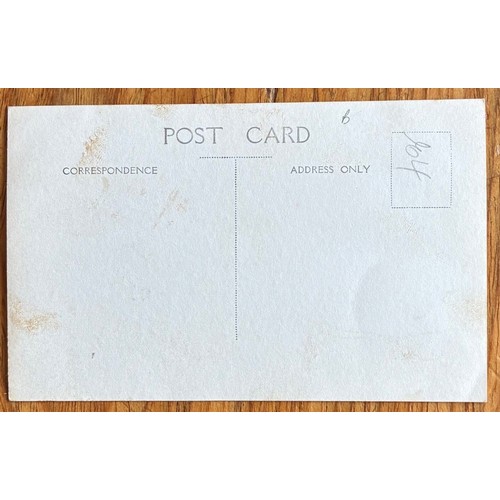 6
POST CARD
CORRESPONDENCE
ADDRESS ONLY